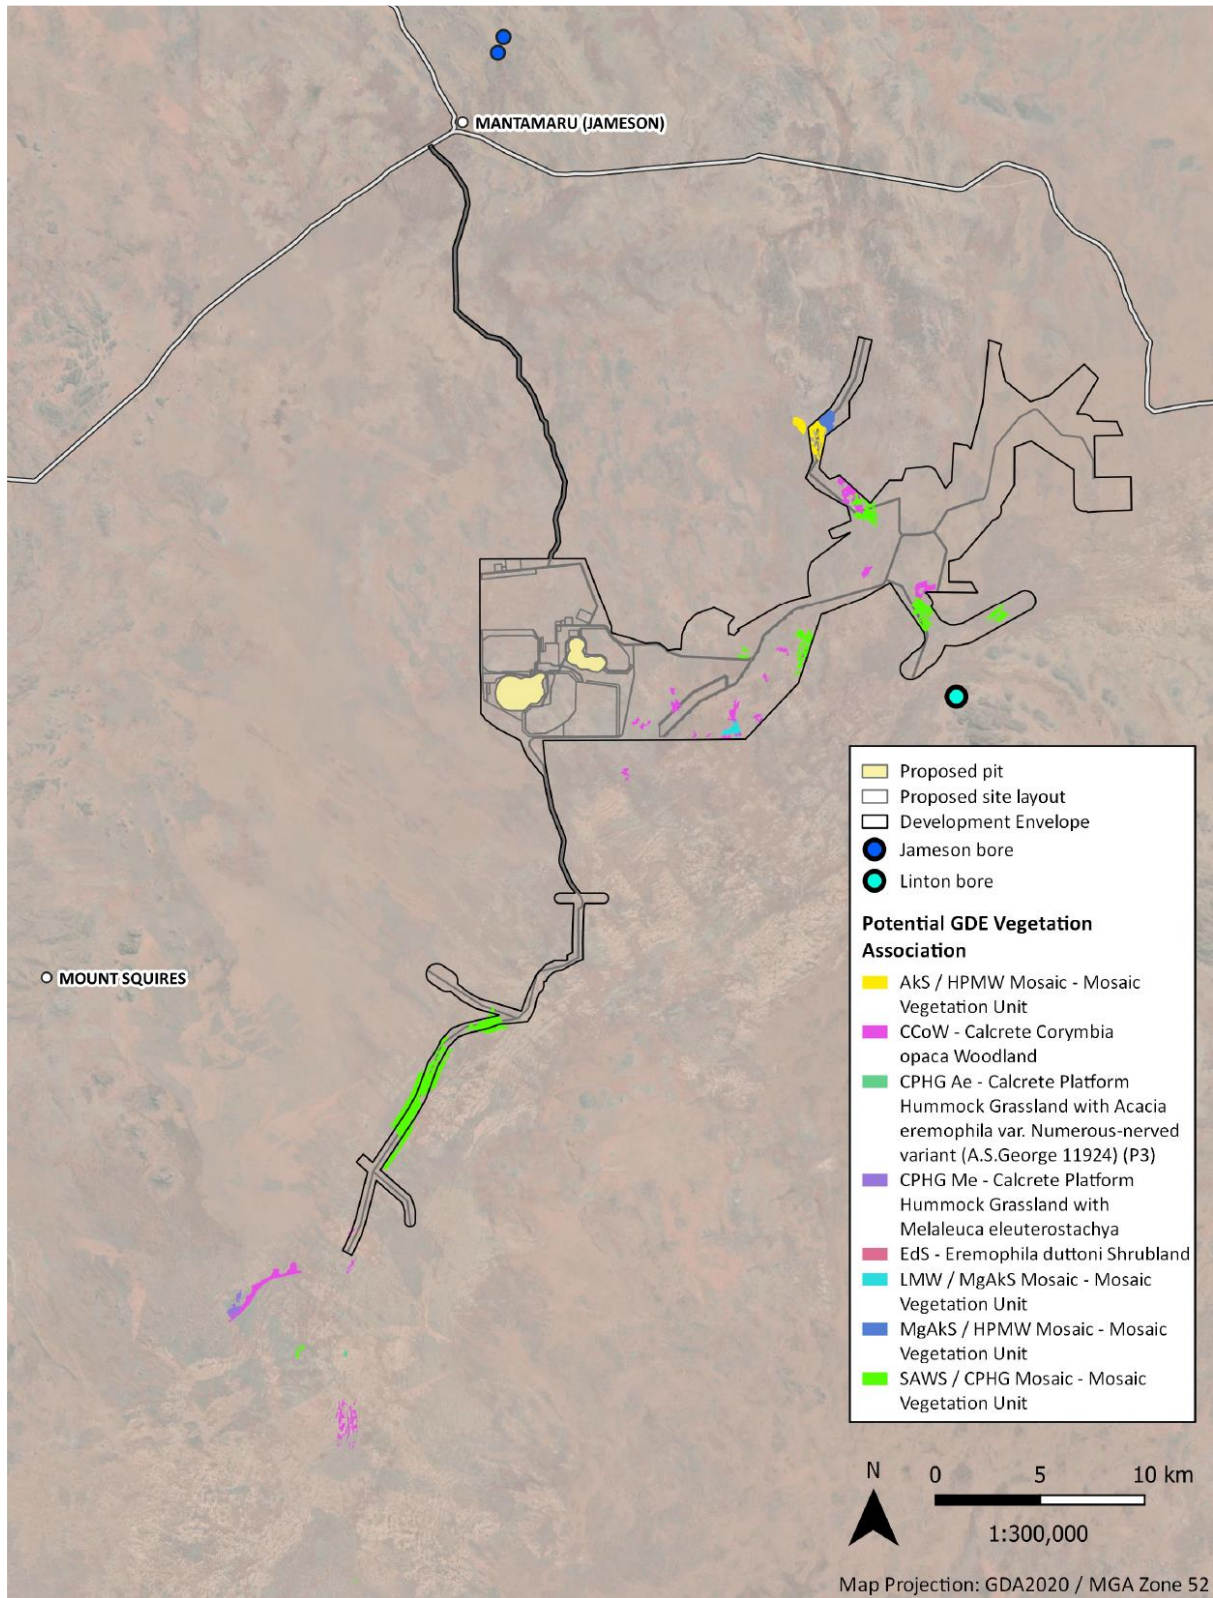 MANTAMARU (JAMESON)
Proposed pit
Proposed site layout
Development Envelope
Jameson bore
Linton bore
Potential GDE Vegetation
Association
MOUNT SQUIRES
AkS / HPMW Mosaic - Mosaic
Vegetation Unit
CCoW - Calcrete Corymbia
opaca Woodland
CPHG Ae - Calcrete Platform
Hummock Grassland with Acacia
eremophila var. Numerous-nerved
variant (A.S.George 11924) (P3)
CPHG Me - Calcrete Platform
Hummock Grassland with
Melaleuca eleuterostachya
EdS - Eremophila duttoni Shrubland
LMW / MgAkS Mosaic - Mosaic
Vegetation Unit
MgAkS / HPMW Mosaic - Mosaic
Vegetation Unit
SAWS / CPHG Mosaic - Mosaic
Vegetation Unit
N
0 5 10 km
1:300,000
Map Projection: GDA2020 / MGA Zone 52